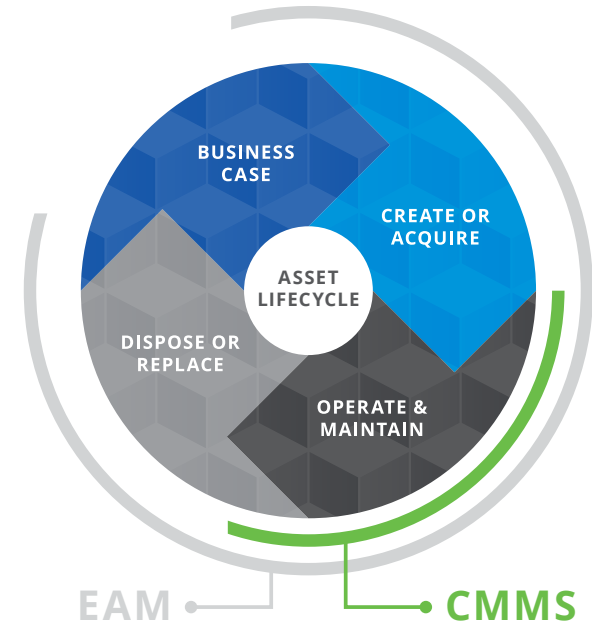 BUSINESS
CASE
CREATE OR
ACQUIRE
ASSET
LIFECYCLE
DISPOSE OR
REPLACE
OPERATE &
MAINTAIN
EAM
CMMS